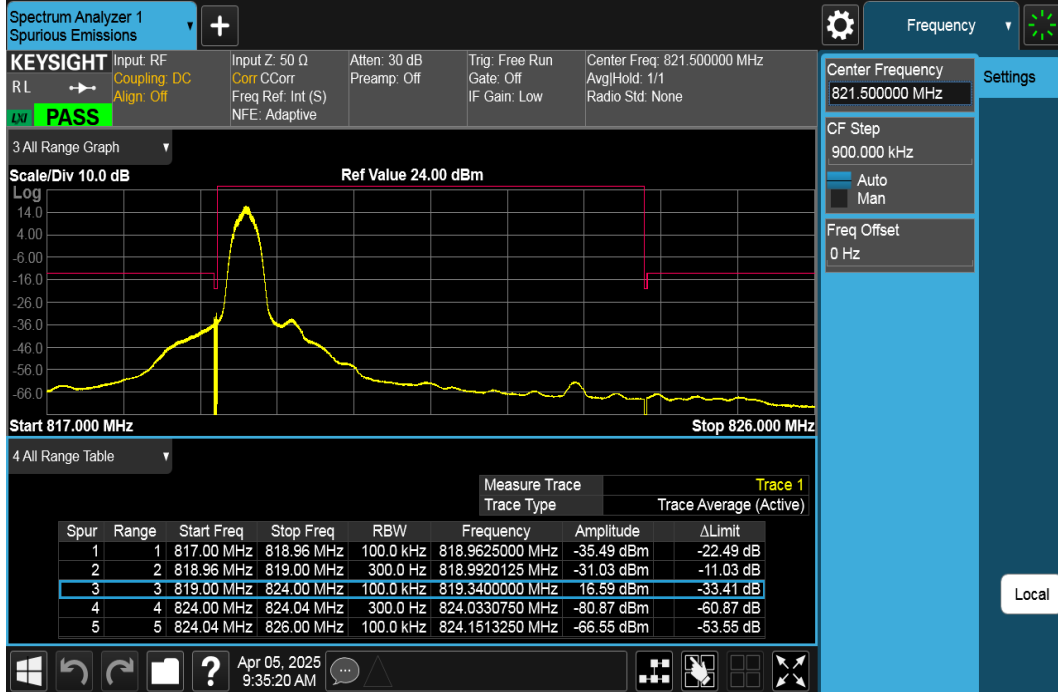 Spectrum Analyzer 1
Spurious Emissions
Frequency
KEYSIGHT
RL
LXI PASS
Input: RF
Coupling: DC
Align: Off
Input Z: 50 Ω
Corr CCorr
Freq Ref: Int (S)
NFE: Adaptive
Atten: 30 dB
Preamp: Off
Trig: Free Run
Gate: Off
IF Gain: Low
Center Freq: 821.500000 MHz
Avg|Hold: 1/1
Radio Std: None
Center Frequency
821.500000 MHz
Settings
CF Step
900.000 kHz
Auto
Man
Freq Offset
0 Hz
3 All Range Graph
Scale/Div 10.0 dB Ref Value 24.00 dBm
Log
14.0
4.00
-6.00
-16.0
-26.0
-36.0
-46.0
-56.0
-66.0
Start 817.000 MHz Stop 826.000 MHz
4 All Range Table
Measure Trace Trace 1
Trace Type Trace Average (Active)
Spur Range Start Freq Stop Freq RBW Frequency Amplitude ΔLimit
1 1 817.00 MHz 818.96 MHz 100.0 kHz 818.9625000 MHz -35.49 dBm -22.49 dB
2 2 818.96 MHz 819.00 MHz 300.0 Hz 818.9920125 MHz -31.03 dBm -11.03 dB
3 3 819.00 MHz 824.00 MHz 100.0 kHz 819.3400000 MHz 16.59 dBm -33.41 dB
4 4 824.00 MHz 824.04 MHz 300.0 Hz 824.0330750 MHz -80.87 dBm -60.87 dB
5 5 824.04 MHz 826.00 MHz 100.0 kHz 824.1513250 MHz -66.55 dBm -53.55 dB
Local
?
Apr 05, 2025
9:35:20 AM